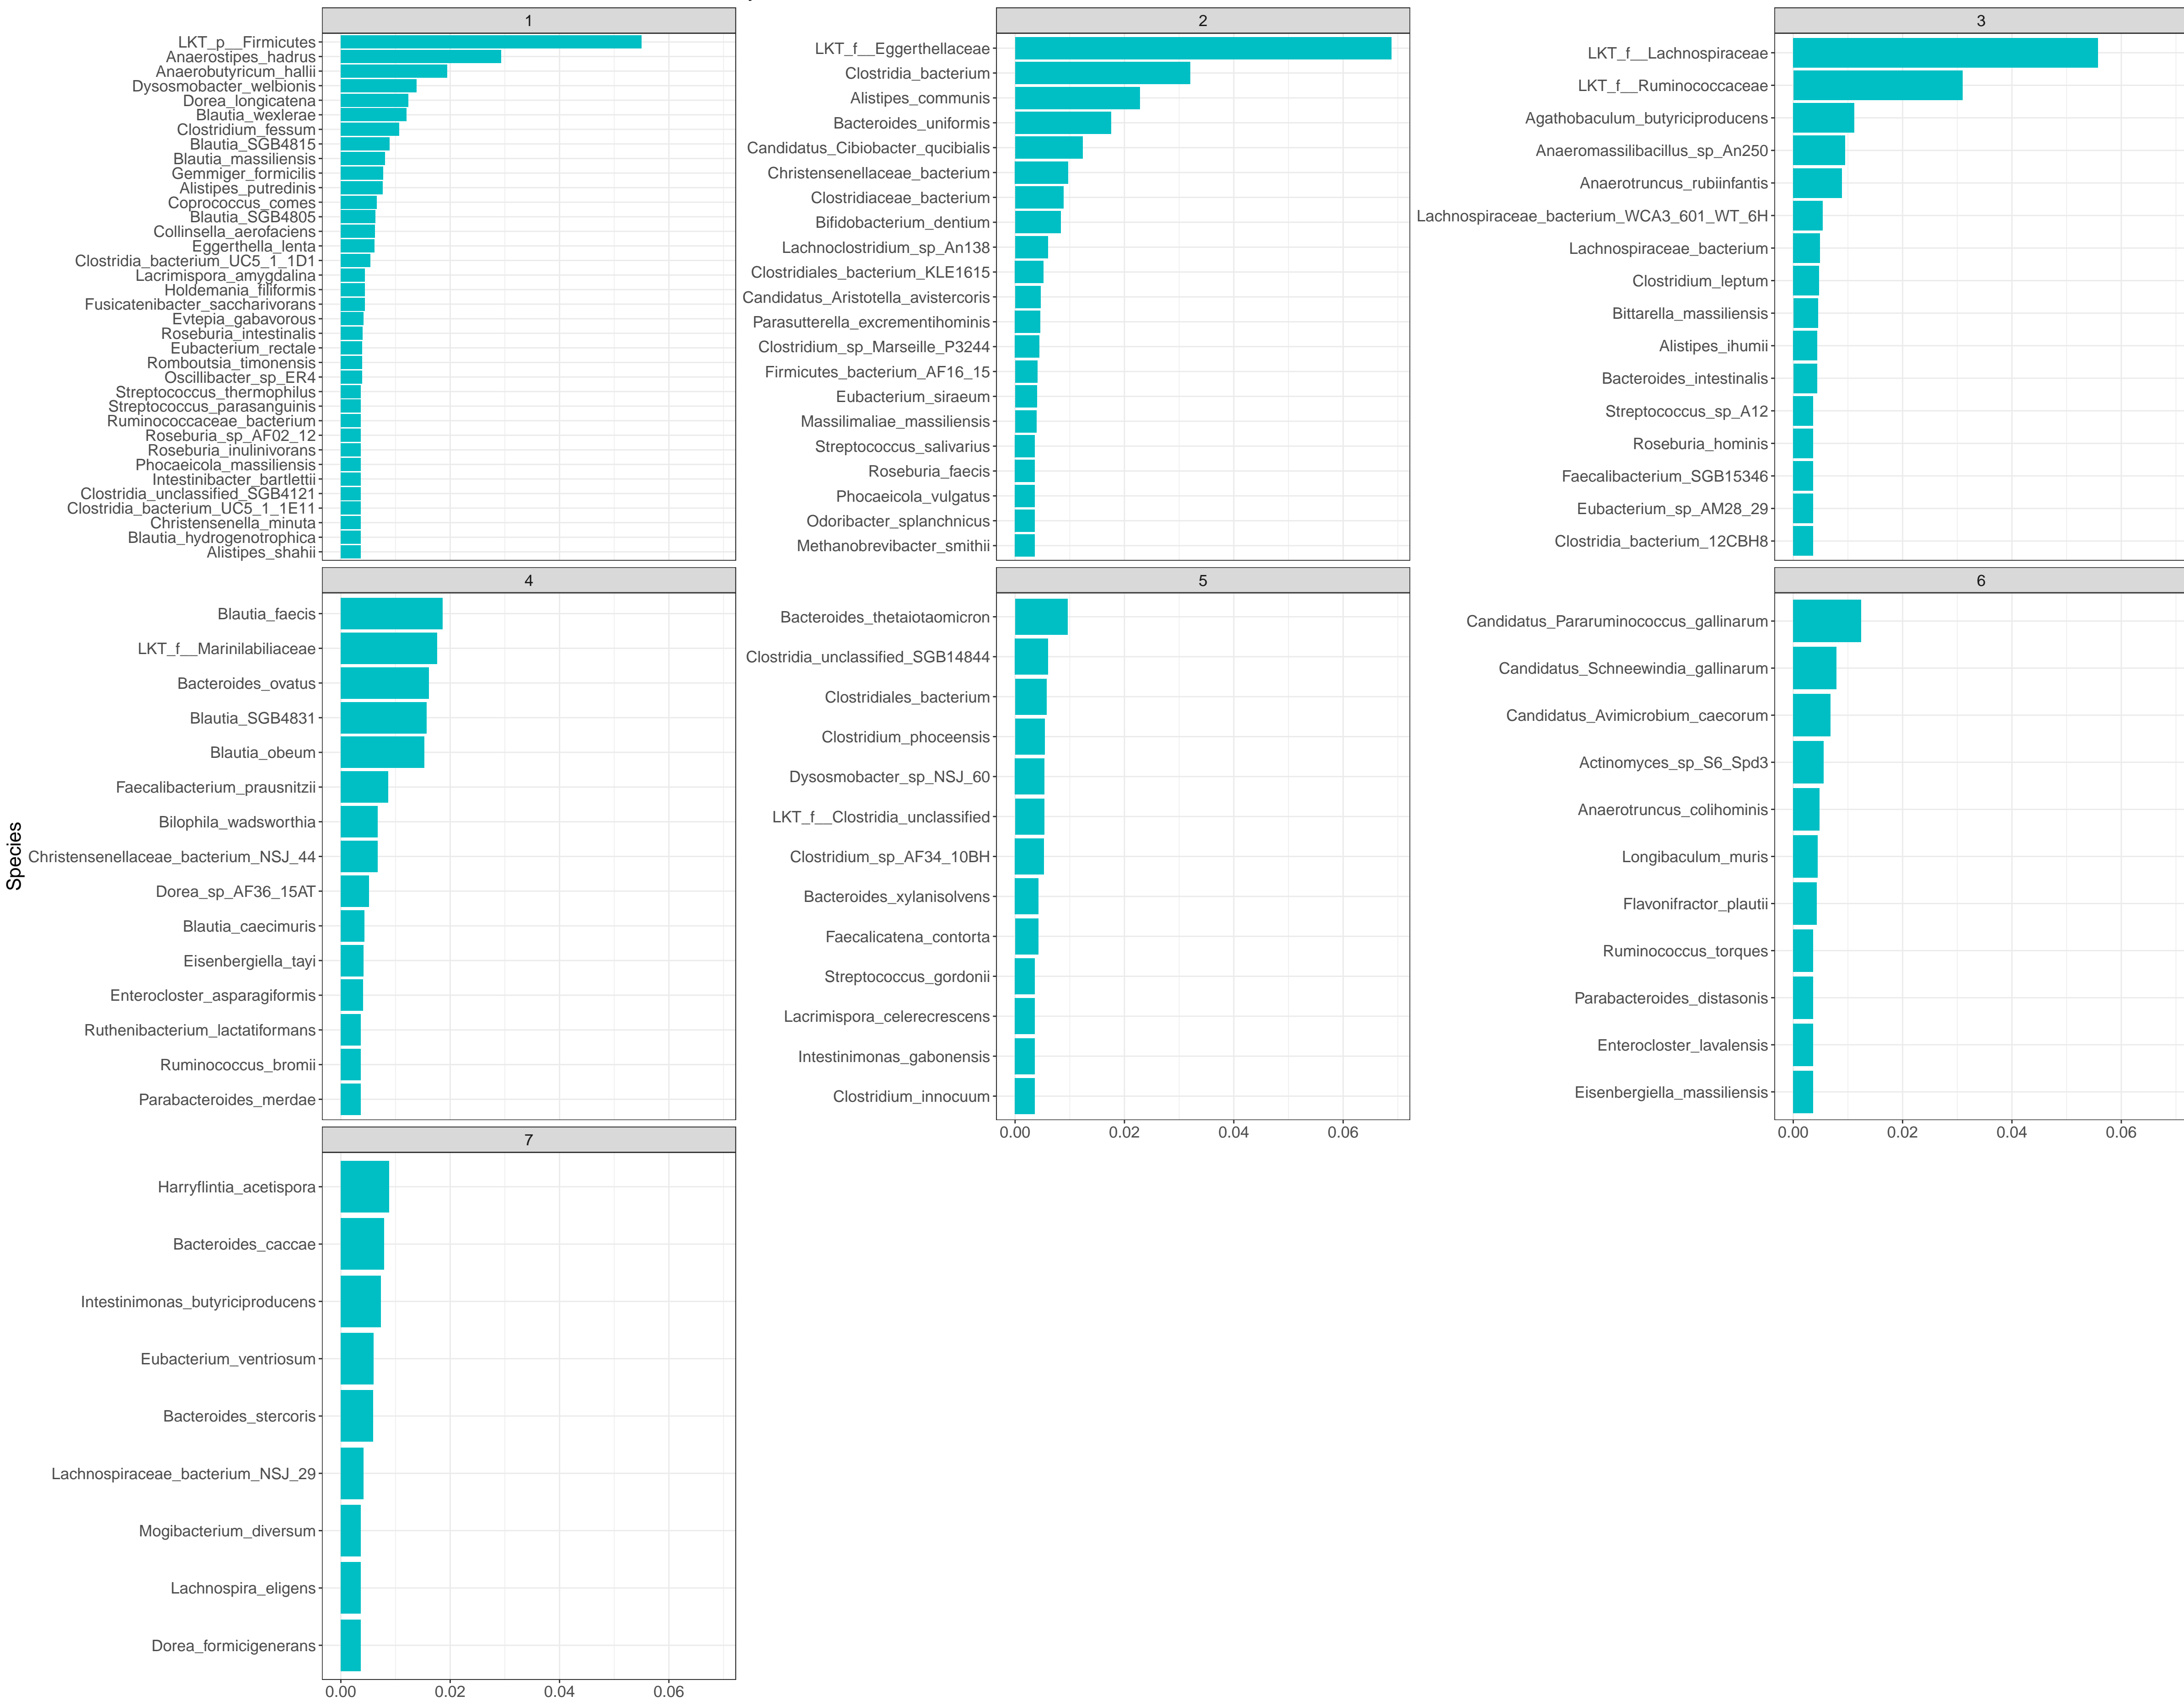 1
LKT_p__Firmicutes
Anaerostipes_hadrus
Anaerobutyricum_hallii
Dysosmobacter_welbionis
Dorea_longicatena
Blautia_wexlerae
Clostridium_fessum
Blautia_SGB4815
Blautia_massiliensis
Gemmiger_formicilis
Alistipes_putredinis
Coprococcus_comes
Blautia_SGB4805
Collinsella_aerofaciens
Eggerthella_lenta
Clostridia_bacterium_UC5_1_1D1
Lacrimispora_amygdalina
Holdemania_filiformis
Fusicatenibacter_saccharivorans
Evtepia_gabavorous
Roseburia_intestinalis
Eubacterium_rectale
Romboutsia_timonensis
Oscillibacter_sp_ER4
Streptococcus_thermophilus
Streptococcus_parasanguinis
Ruminococcaceae_bacterium
Roseburia_sp_AF02_12
Roseburia_inulinivorans
Phocaeicola_massiliensis
Intestinibacter_bartlettii
Clostridia_unclassified_SGB4121
Clostridia_bacterium_UC5_1_1E11
Christensenella_minuta
Blautia_hydrogenotrophica
Alistipes_shahii
2
LKT_f__Eggerthellaceae
Clostridia_bacterium
Alistipes_communis
Bacteroides_uniformis
Candidatus_Cibiobacter_qucibialis
Christensenellaceae_bacterium
Clostridiaceae_bacterium
Bifidobacterium_dentium
Lachnoclostridium_sp_An138
Clostridiales_bacterium_KLE1615
Candidatus_Aristotella_avistercoris
Parasutterella_excrementihominis
Clostridium_sp_Marseille_P3244
Firmicutes_bacterium_AF16_15
Eubacterium_siraeum
Massilimaliae_massiliensis
Streptococcus_salivarius
Roseburia_faecis
Phocaeicola_vulgatus
Odoribacter_splanchnicus
Methanobrevibacter_smithii
3
LKT_f__Lachnospiraceae
LKT_f__Ruminococcaceae
Agathobaculum_butyriciproducens
Anaeromassilibacillus_sp_An250
Anaerotruncus_rubiinfantis
Lachnospiraceae_bacterium_WCA3_601_WT_6H
Lachnospiraceae_bacterium
Clostridium_leptum
Bittarella_massiliensis
Alistipes_ihumii
Bacteroides_intestinalis
Streptococcus_sp_A12
Roseburia_hominis
Faecalibacterium_SGB15346
Eubacterium_sp_AM28_29
Clostridia_bacterium_12CBH8
Species
4
Blautia_faecis
LKT_f__Marinilabiliaceae
Bacteroides_ovatus
Blautia_SGB4831
Blautia_obeum
Faecalibacterium_prausnitzii
Bilophila_wadsworthia
Christensenellaceae_bacterium_NSJ_44
Dorea_sp_AF36_15AT
Blautia_caecimuris
Eisenbergiella_tayi
Enterocloster_asparagiformis
Ruthenibacterium_lactatiformans
Ruminococcus_bromii
Parabacteroides_merdae
5
Bacteroides_thetaiotaomicron
Clostridia_unclassified_SGB14844
Clostridiales_bacterium
Clostridium_phoceensis
Dysosmobacter_sp_NSJ_60
LKT_f__Clostridia_unclassified
Clostridium_sp_AF34_10BH
Bacteroides_xylanisolvens
Faecalicatena_contorta
Streptococcus_gordonii
Lacrimispora_celerecrescens
Intestinimonas_gabonensis
Clostridium_innocuum
0.00 0.02 0.04 0.06
6
Candidatus_Pararuminococcus_gallinarum
Candidatus_Schneewindia_gallinarum
Candidatus_Avimicrobium_caecorum
Actinomyces_sp_S6_Spd3
Anaerotruncus_colihominis
Longibaculum_muris
Flavonifractor_plautii
Ruminococcus_torques
Parabacteroides_distasonis
Enterocloster_lavalensis
Eisenbergiella_massiliensis
0.00 0.02 0.04 0.06
7
Harryflintia_acetispora
Bacteroides_caccae
Intestinimonas_butyriciproducens
Eubacterium_ventriosum
Bacteroides_stercoris
Lachnospiraceae_bacterium_NSJ_29
Mogibacterium_diversum
Lachnospira_eligens
Dorea_formicigenerans
0.00 0.02 0.04 0.06